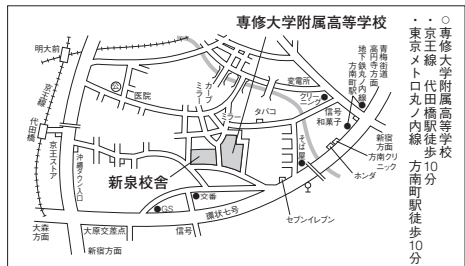 ○専修大学附属高等学校
・京王線 代田橋駅徒歩10分
・東京メトロ丸ノ内線 方南町駅徒歩10分
専修大学附属高等学校
明大前
京王線
代田橋
京王ストア
沖縄タウン入口
大森方面
新宿方面
大原交差点
GS
信号
交番
環状七号
セブンイレブン
ホンダ
方南クリニック
新宿方面
そば屋
和菓子
信号
クリーニング
タバコ
変電所
青梅街道
高円寺方面
地下鉄丸ノ内線
方南町駅
カーブミラー
ミラー
医院
公
新泉校舎